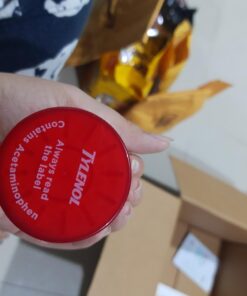 TYLENOL
Always read
the label
Contains Acetaminophen